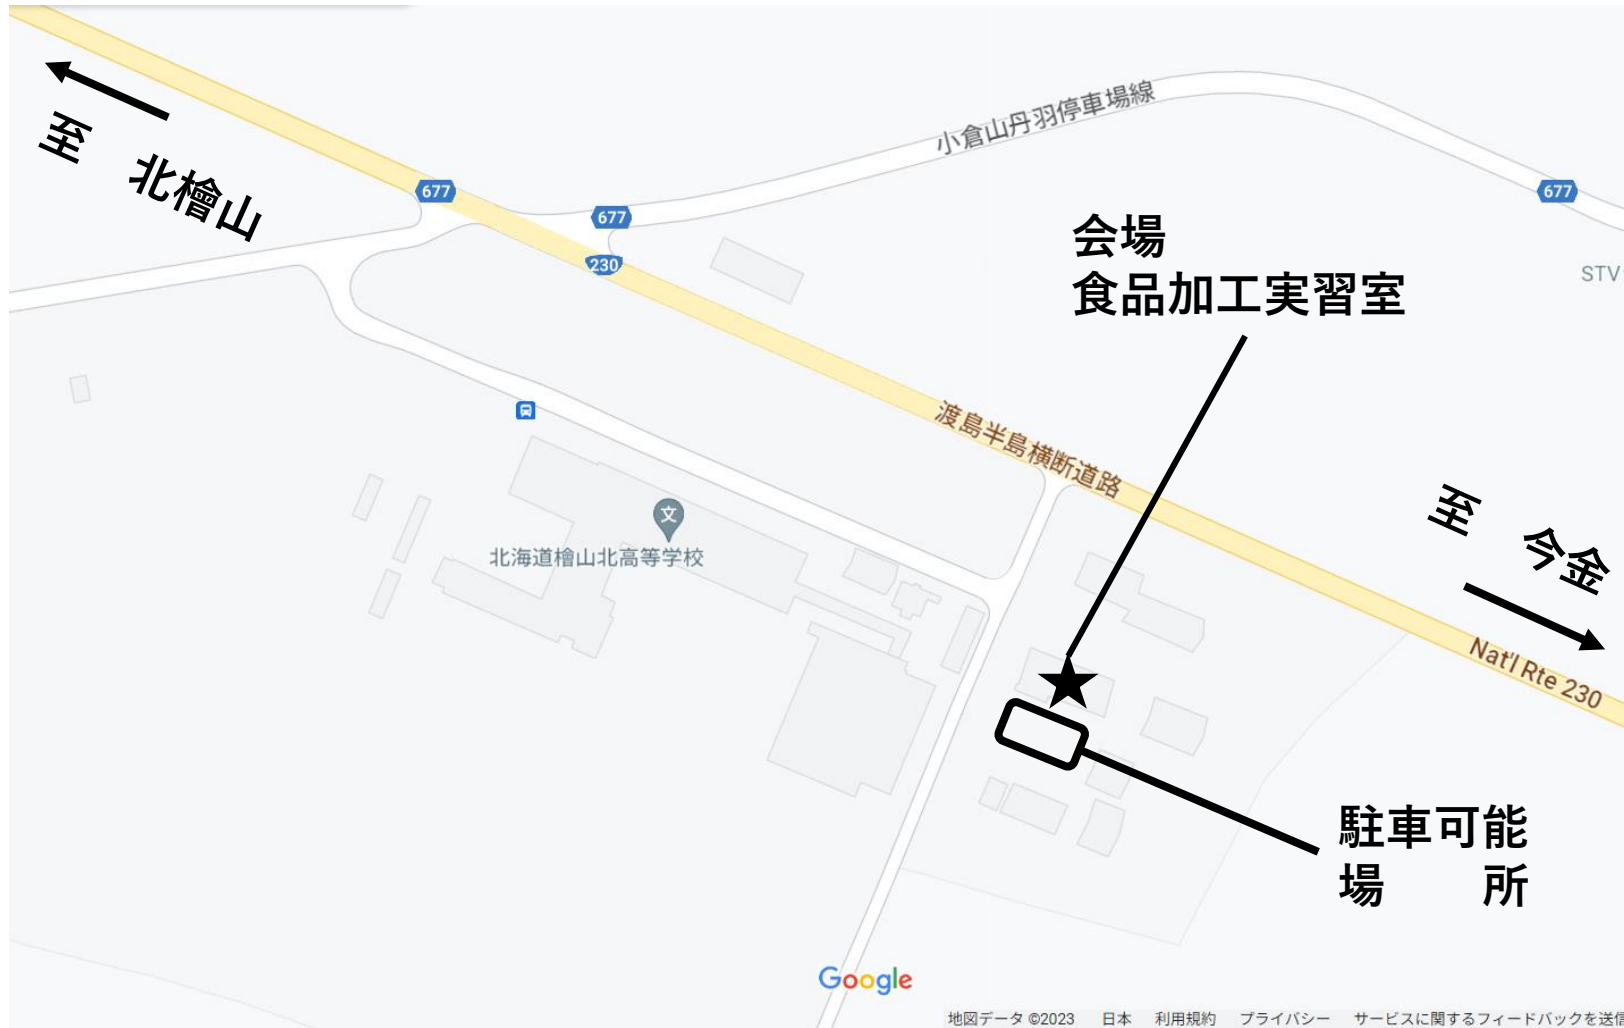 至 北檜山
677
小倉山丹羽停車場線
677
677
230
会場
食品加工実習室
STV
渡島半島横断道路
至 今金
文
北海道檜山北高等学校
Nat'l Rte 230
駐車可能
場 所
Google
地図データ ©2023 日本 利用規約 プライバシー サービスに関するフィードバックを送信